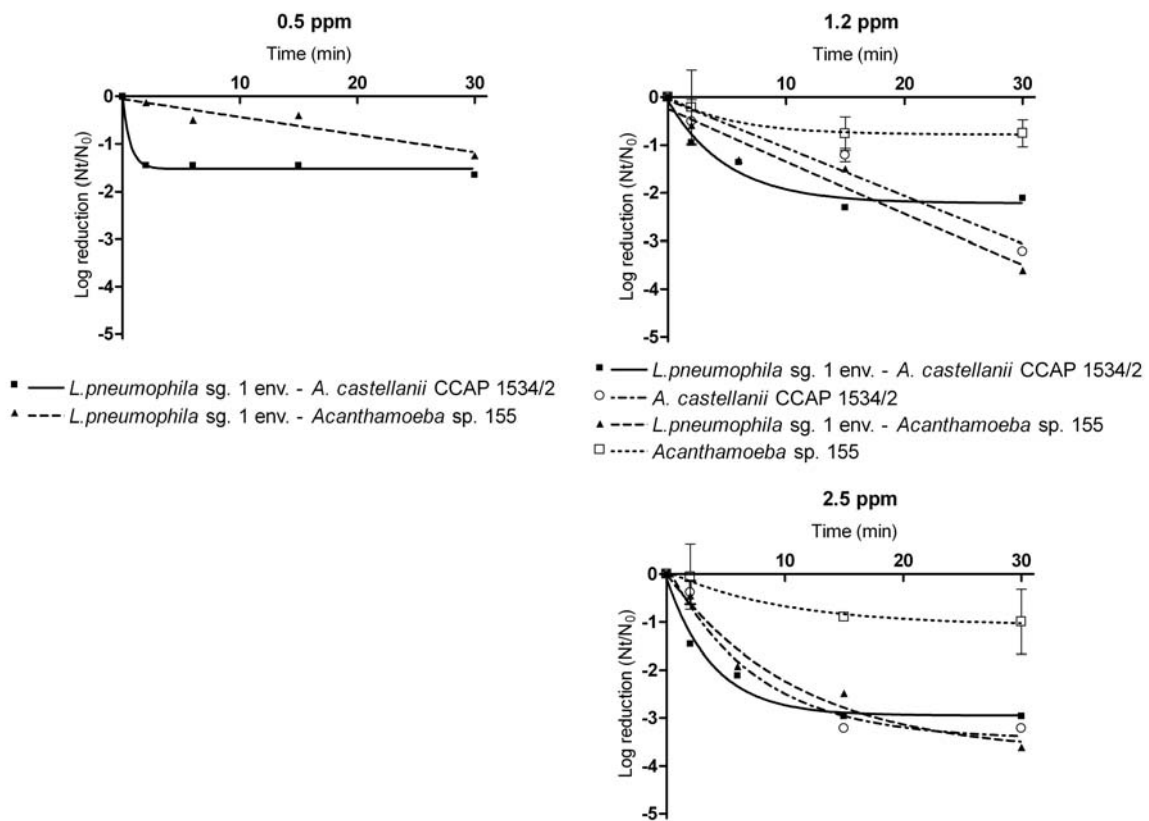 0.5 ppm
Time (min)
10 20 30
0
-1
-2
-3
-4
-5
Log reduction (Nt/N0)
L.pneumophila sg. 1 env. - A. castellanii CCAP 1534/2
L.pneumophila sg. 1 env. - Acanthamoeba sp. 155
1.2 ppm
Time (min)
10 20 30
0
-1
-2
-3
-4
-5
Log reduction (Nt/N0)
L.pneumophila sg. 1 env. - A. castellanii CCAP 1534/2
A. castellanii CCAP 1534/2
L.pneumophila sg. 1 env. - Acanthamoeba sp. 155
Acanthamoeba sp. 155
2.5 ppm
Time (min)
10 20 30
0
-1
-2
-3
-4
-5
Log reduction (Nt/N0)